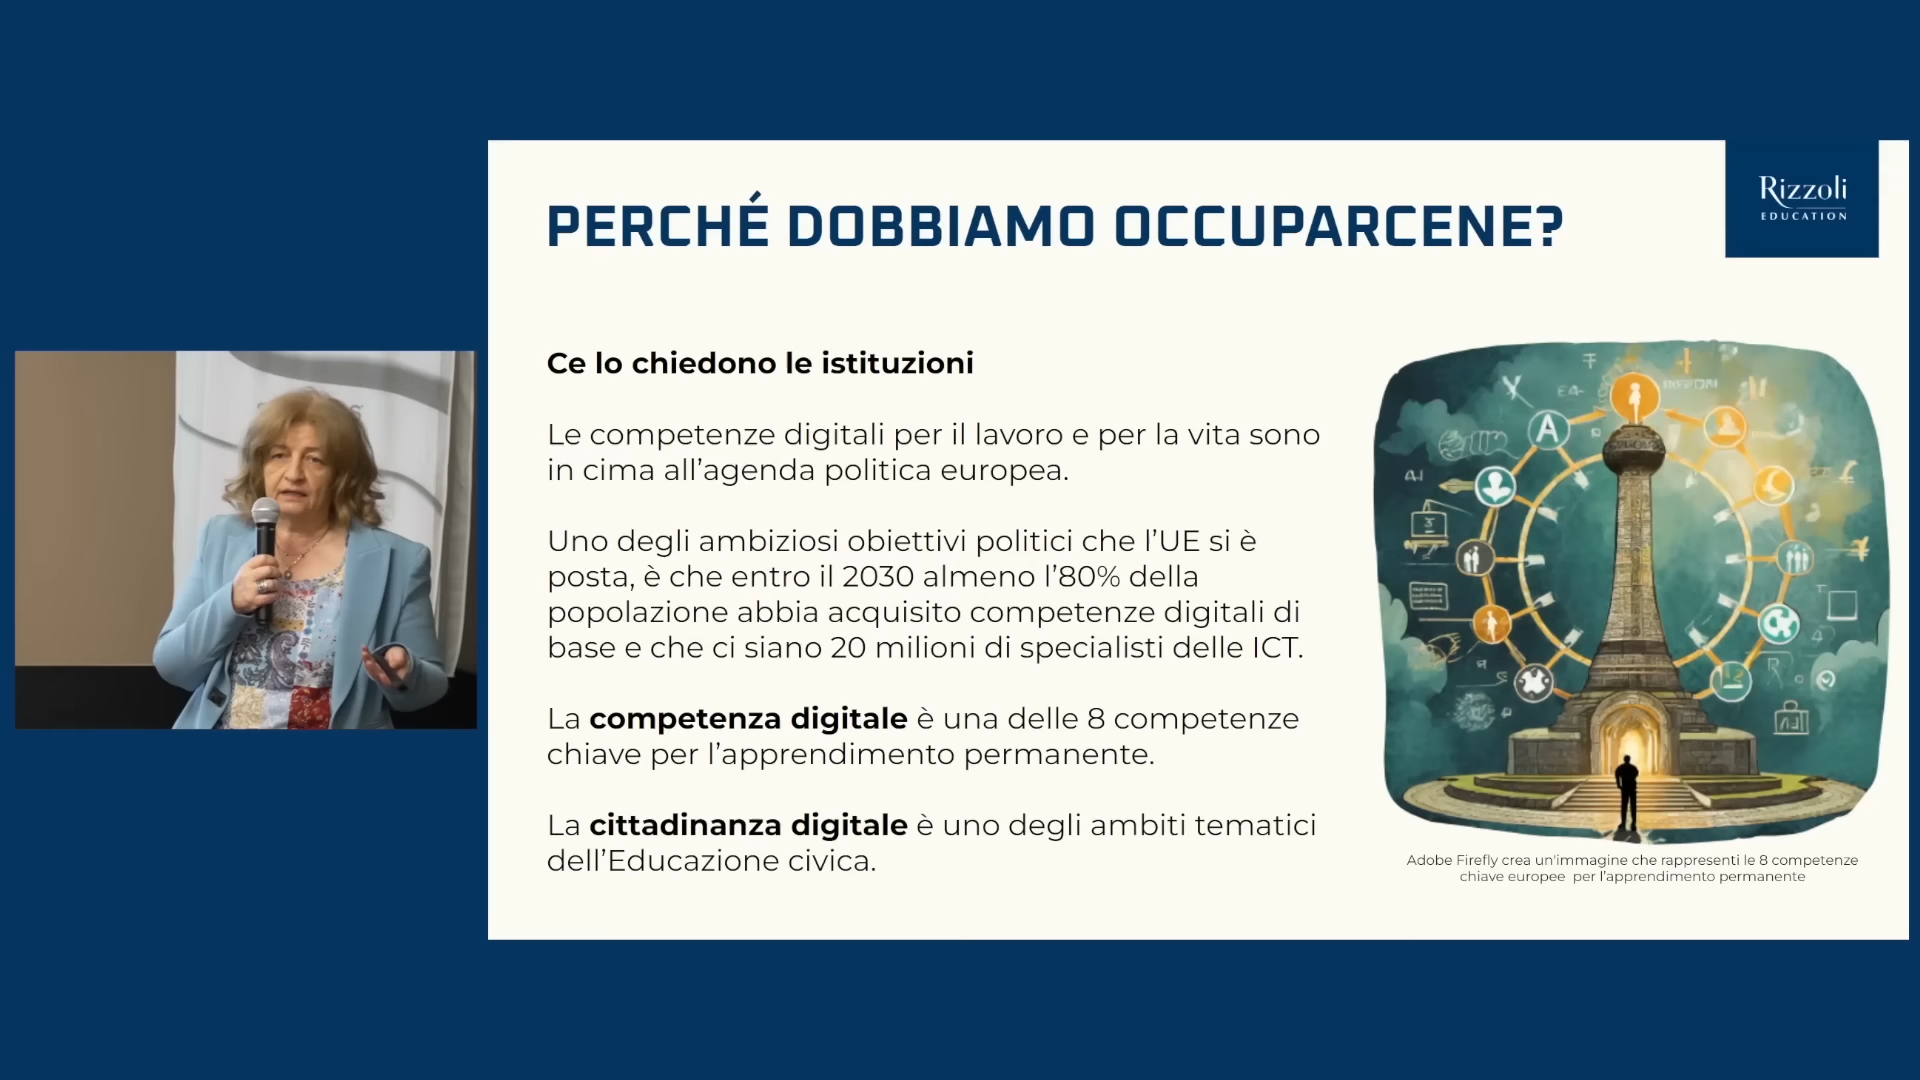 Rizzoli
EDUCATION
PERCHÉ DOBBIAMO OCCUPARCENE?
Ce lo chiedono le istituzioni
Le competenze digitali per il lavoro e per la vita sono
in cima all’agenda politica europea.
Uno degli ambiziosi obiettivi politici che l’UE si è
posta, è che entro il 2030 almeno l’80% della
popolazione abbia acquisito competenze digitali di
base e che ci siano 20 milioni di specialisti delle ICT.
La competenza digitale è una delle 8 competenze
chiave per l’apprendimento permanente.
La cittadinanza digitale è uno degli ambiti tematici
dell’Educazione civica.
A
Adobe Firefly crea un'immagine che rappresenti le 8 competenze
chiave europee per l’apprendimento permanente